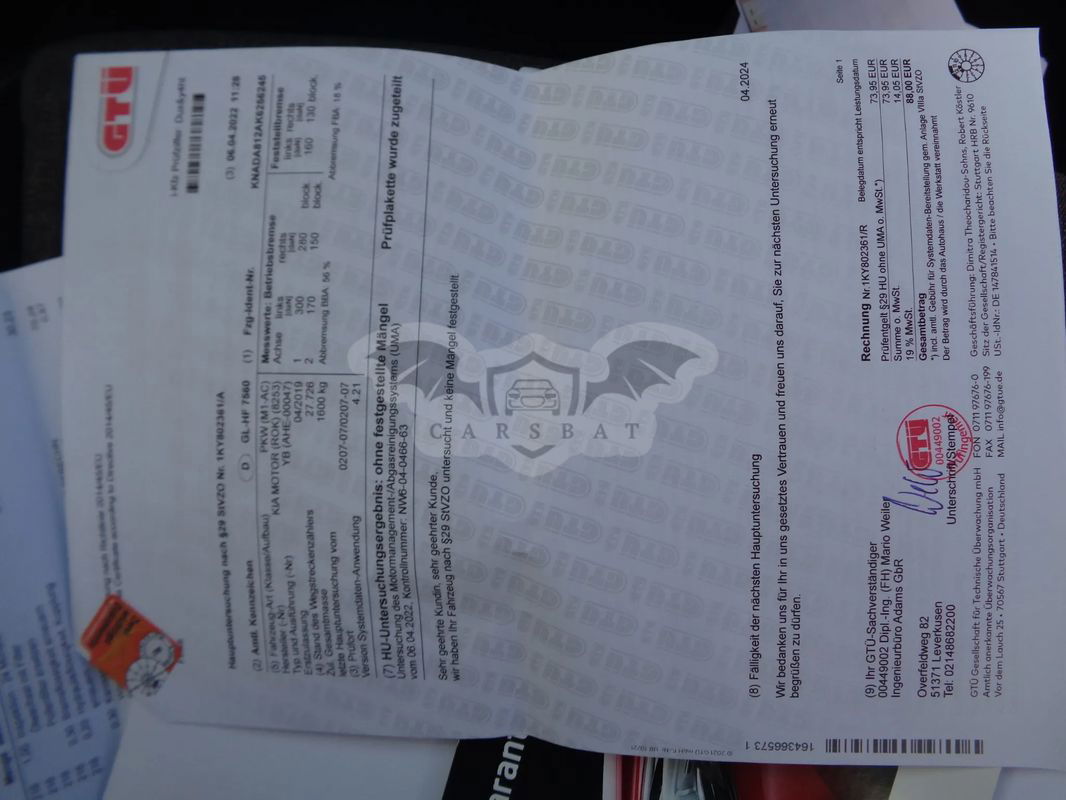 GTÜ
i-Kfz Prüfziffer
Hauptuntersuchung nach §29 StVZO Nr. 1KY802361/A
(3) 06.04.2022 11:26
(2) Amtl. Kennzeichen D GL-HF 7560
(1) Fzg-Ident-Nr. KNADA812AK6256246
(5) Fahrzeug-Art (Klasse/Aufbau) PKW (M1-AC)
Hersteller (-Nr) KIA MOTOR (ROK) (8253)
Typ und Ausführung (-Nr) YB (AHE-00047)
Erstzulassung 04/2019
(4) Stand des Wegstreckenzählers 27 726
Zul. Gesamtmasse 1600 kg
letzte Hauptuntersuchung vom
(3) Prüfort 0207-07/0207-07
Version Systemdaten-Anwendung 4.21
Messwerte: Betriebsbremse Feststellbremse
Achse links rechts links rechts
[daN] [daN] [daN] [daN]
1 300 280 block
2 170 150 block 160 130 block
Abbremsung BBA 56 % Abbremsung FBA 18 %
(7) HU-Untersuchungsergebnis: ohne festgestellte Mängel Prüfplakette wurde zugeteilt
Untersuchung des Motormanagement-/Abgasreinigungssystems (UMA)
vom 06.04.2022, Kontrollnummer: NW6-04-0466-63
Sehr geehrte Kundin, sehr geehrter Kunde,
wir haben Ihr Fahrzeug nach §29 StVZO untersucht und keine Mängel festgestellt
CARSBAT
(8) Fälligkeit der nächsten Hauptuntersuchung 04.2024
Wir bedanken uns für Ihr in uns gesetztes Vertrauen und freuen uns darauf, Sie zur nächsten Untersuchung erneut
begrüßen zu dürfen.
Seite 1
Rechnung Nr.1KY802361/R Belegdatum entspricht Leistungsdatum
Prüfentgelt §29 HU ohne UMA o. MwSt.*) 73,95 EUR
Summe o. MwSt. 73,95 EUR
19 % MwSt. 14,05 EUR
Gesamtbetrag 88,00 EUR
*) incl. amtl. Gebühr für Systemdaten-Bereitstellung gem. Anlage VIIIa StVZO
Der Betrag wird durch das Autohaus / die Werkstatt vereinnahmt
(9) Ihr GTÜ-Sachverständiger
00449002 Dipl.-Ing. (FH) Mario Weiler
Ingenieurbüro Adams GbR
Overfeldweg 82
51371 Leverkusen
Tel: 02148682200
GTÜ
00449002
Unterschrift/Stempel
GTÜ Gesellschaft für Technische Überwachung mbH
Amtlich anerkannte Überwachungsorganisation
Vor dem Lauch 25 • 70567 Stuttgart • Deutschland
FON 0711 97676-0
FAX 0711 97676-199
MAIL info@gtue.de
Geschäftsführung: Dimitra Theocharidou-Sohns, Robert Köstler
Sitz der Gesellschaft/Registergericht: Stuttgart HRB Nr. 9610
USt.-IdNr.: DE 147841514 • Bitte beachten Sie die Rückseite
164366573 1